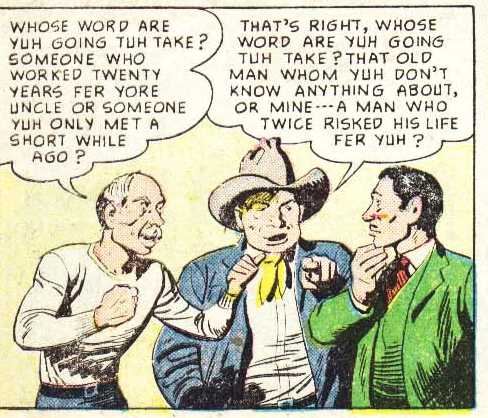 WHOSE WORD ARE
YUH GOING TUH TAKE?
SOMEONE WHO
WORKED TWENTY
YEARS FER YORE
UNCLE OR SOMEONE
YUH ONLY MET A
SHORT WHILE
AGO?
THAT'S RIGHT, WHOSE
WORD ARE YUH GOING
TUH TAKE? THAT OLD
MAN WHOM YUH DON'T
KNOW ANYTHING ABOUT,
OR MINE---A MAN WHO
TWICE RISKED HIS LIFE
FER YUH?